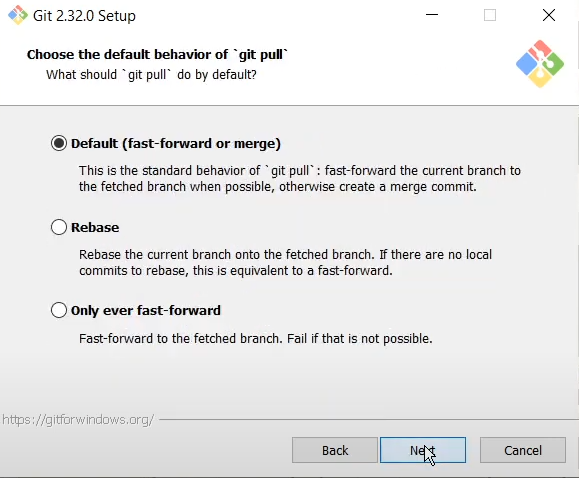 Git 2.32.0 Setup
Choose the default behavior of `git pull`
What should `git pull` do by default?
Default (fast-forward or merge)
This is the standard behavior of `git pull`: fast-forward the current branch to
the fetched branch when possible, otherwise create a merge commit.
Rebase
Rebase the current branch onto the fetched branch. If there are no local
commits to rebase, this is equivalent to a fast-forward.
Only ever fast-forward
Fast-forward to the fetched branch. Fail if that is not possible.
https://gitforwindows.org/
Back
Next
Cancel